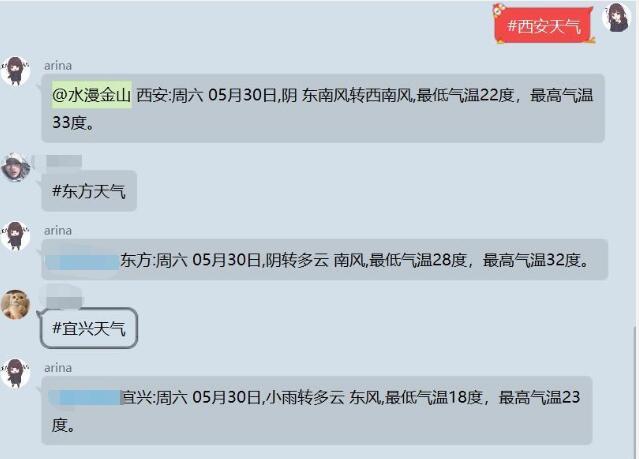 #西安天气
arina
@水漫金山 西安:周六 05月30日,阴 东南风转西南风,最低气温22度，最高气温
33度。
#东方天气
arina
东方:周六 05月30日,阴转多云 南风,最低气温28度，最高气温32度。
#宜兴天气
arina
宜兴:周六 05月30日,小雨转多云 东风,最低气温18度，最高气温23
度。